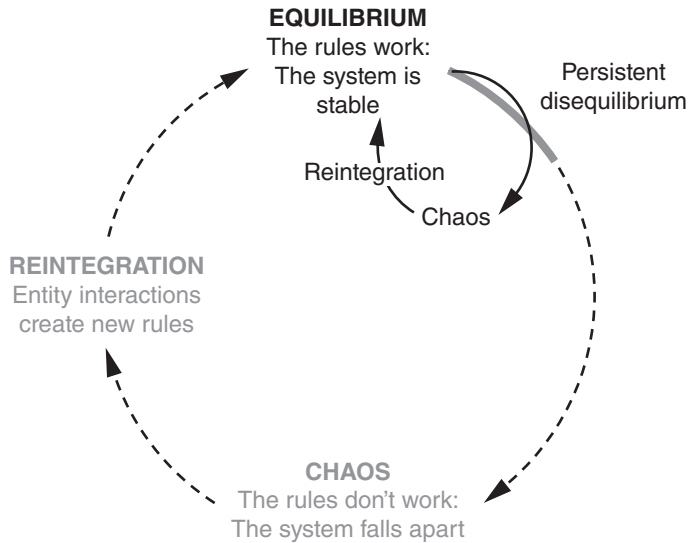 EQUILIBRIUM
The rules work:
The system is
stable
Persistent
disequilibrium
Reintegration
Chaos
REINTEGRATION
Entity interactions
create new rules
CHAOS
The rules don't work:
The system falls apart